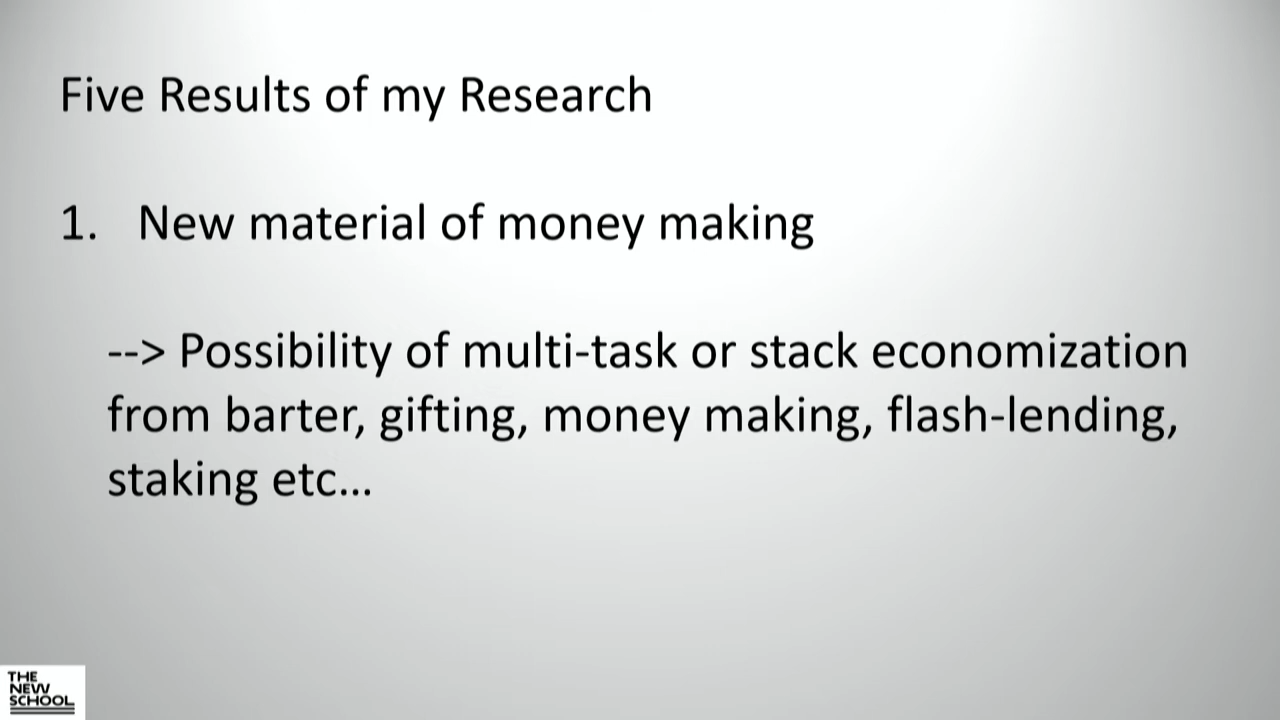 Five Results of my Research
1. New material of money making
--> Possibility of multi-task or stack economization
from barter, gifting, money making, flash-lending,
staking etc…
THE
NEW
SCHOOL